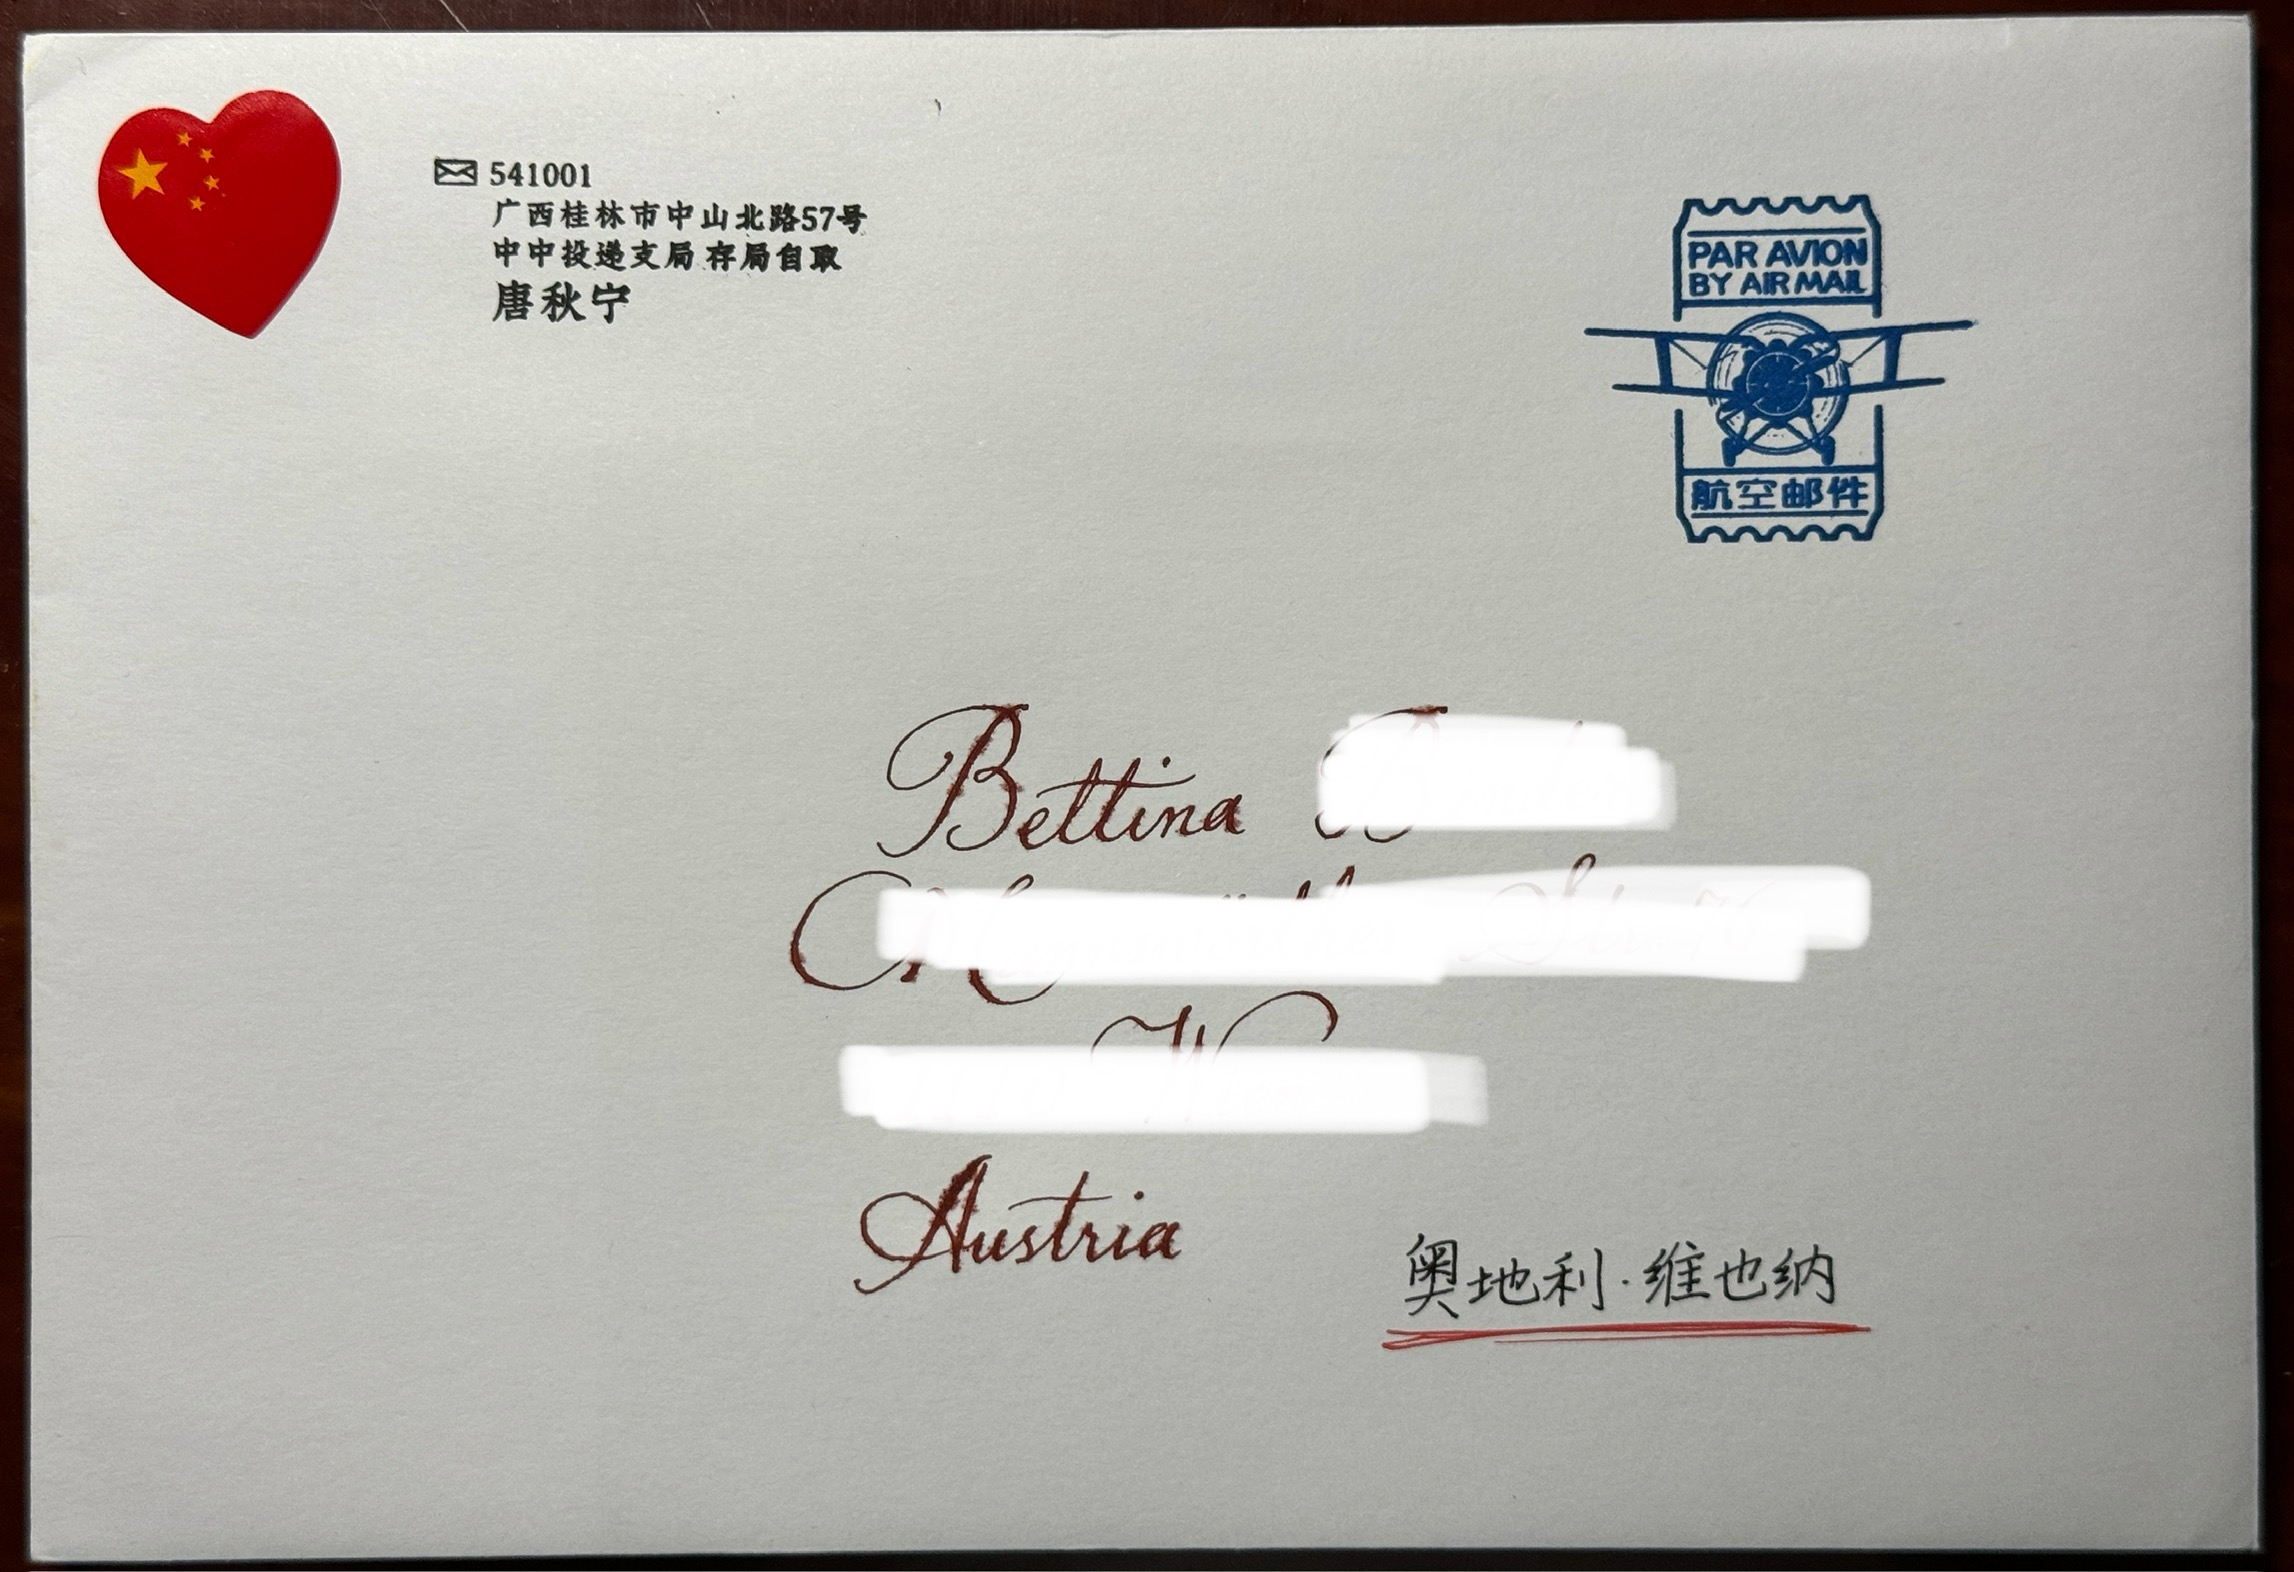 541001
广西桂林市中山北路57号
中中投递支局 存局自取
唐秋宁
PAR AVION
BY AIR MAIL
航空邮件
Bettina
Austria
奥地利·维也纳